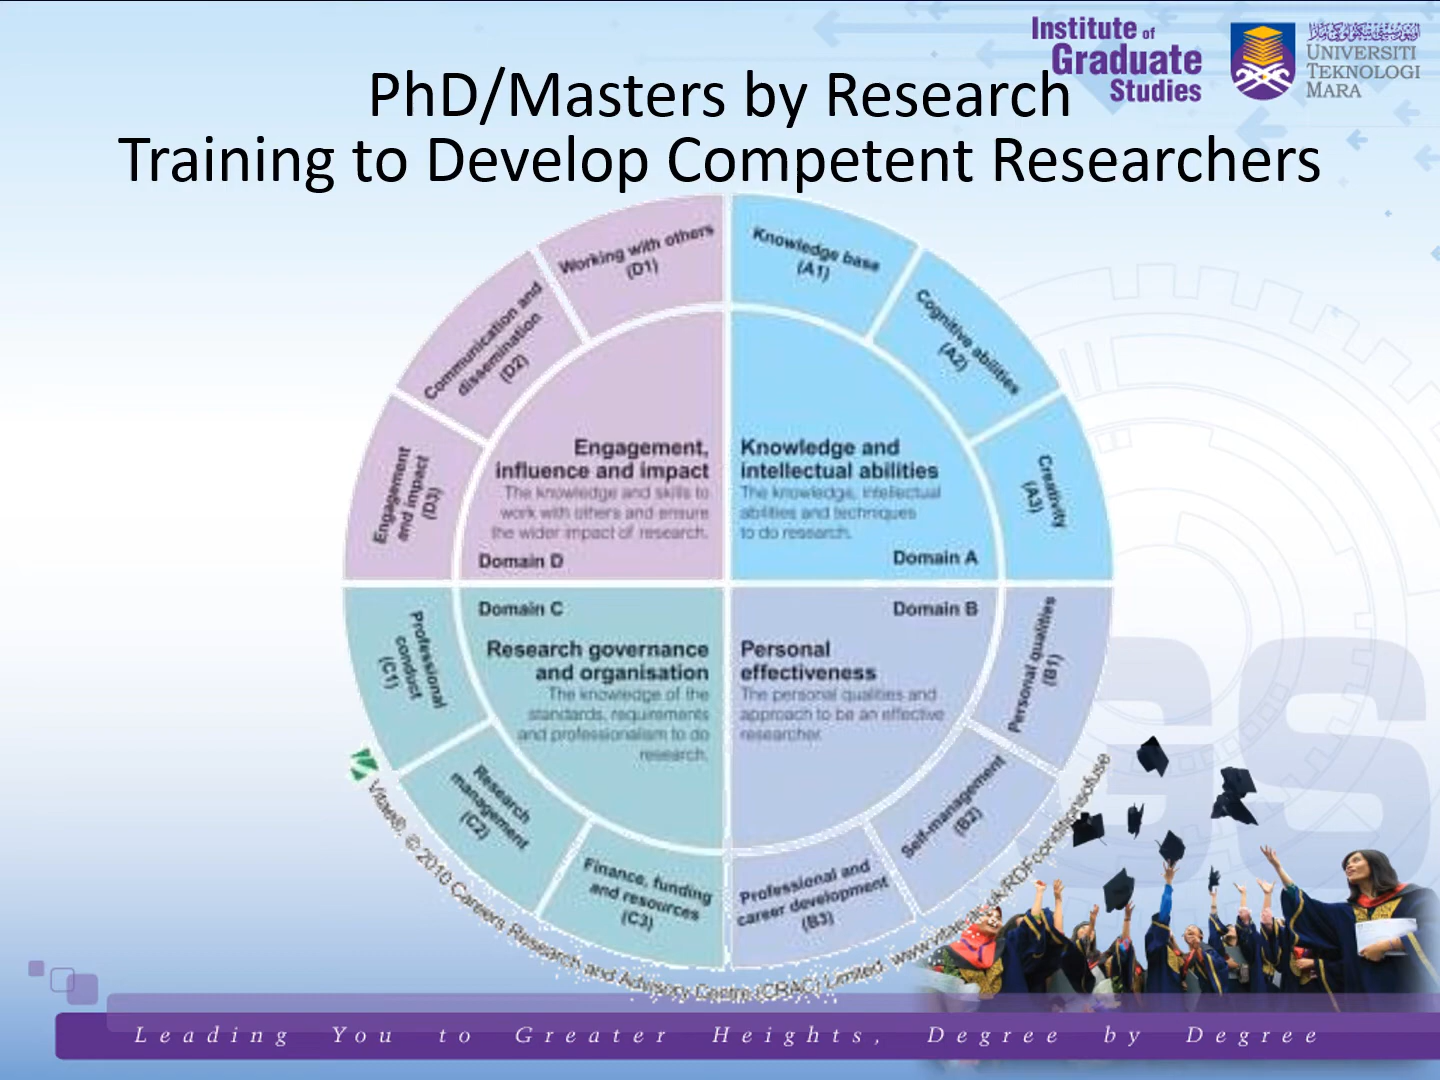 Institute of
Graduate
Studies
UNIVERSITI
TEKNOLOGI
MARA
PhD/Masters by Research
Training to Develop Competent Researchers
Working with others
(D1)
Communication and
dissemination
(D2)
Engagement
and impact
(D3)
Engagement,
influence and impact
The knowledge and skills to
work with others and ensure
the wider impact of research.
Domain D
Knowledge base
(A1)
Cognitive abilities
(A2)
Creativity
(A3)
Knowledge and
intellectual abilities
The knowledge, intellectual
abilities and techniques
to do research.
Domain A
Domain C
Research governance
and organisation
The knowledge of the
standards, requirements
and professionalism to do
research.
Professional
conduct
(C1)
Research
management
(C2)
Finance, funding
and resources
(C3)
Domain B
Personal
effectiveness
The personal qualities and
approach to be an effective
researcher.
Personal qualities
(B1)
Self-management
(B2)
Professional and
career development
(B3)
Vitae®, © 2010 Careers Research and Advisory Centre (CRAC) Limited. www.vitae.ac.uk/RDFconditionsofuse
GS
Leading You to Greater Heights, Degree by Degree